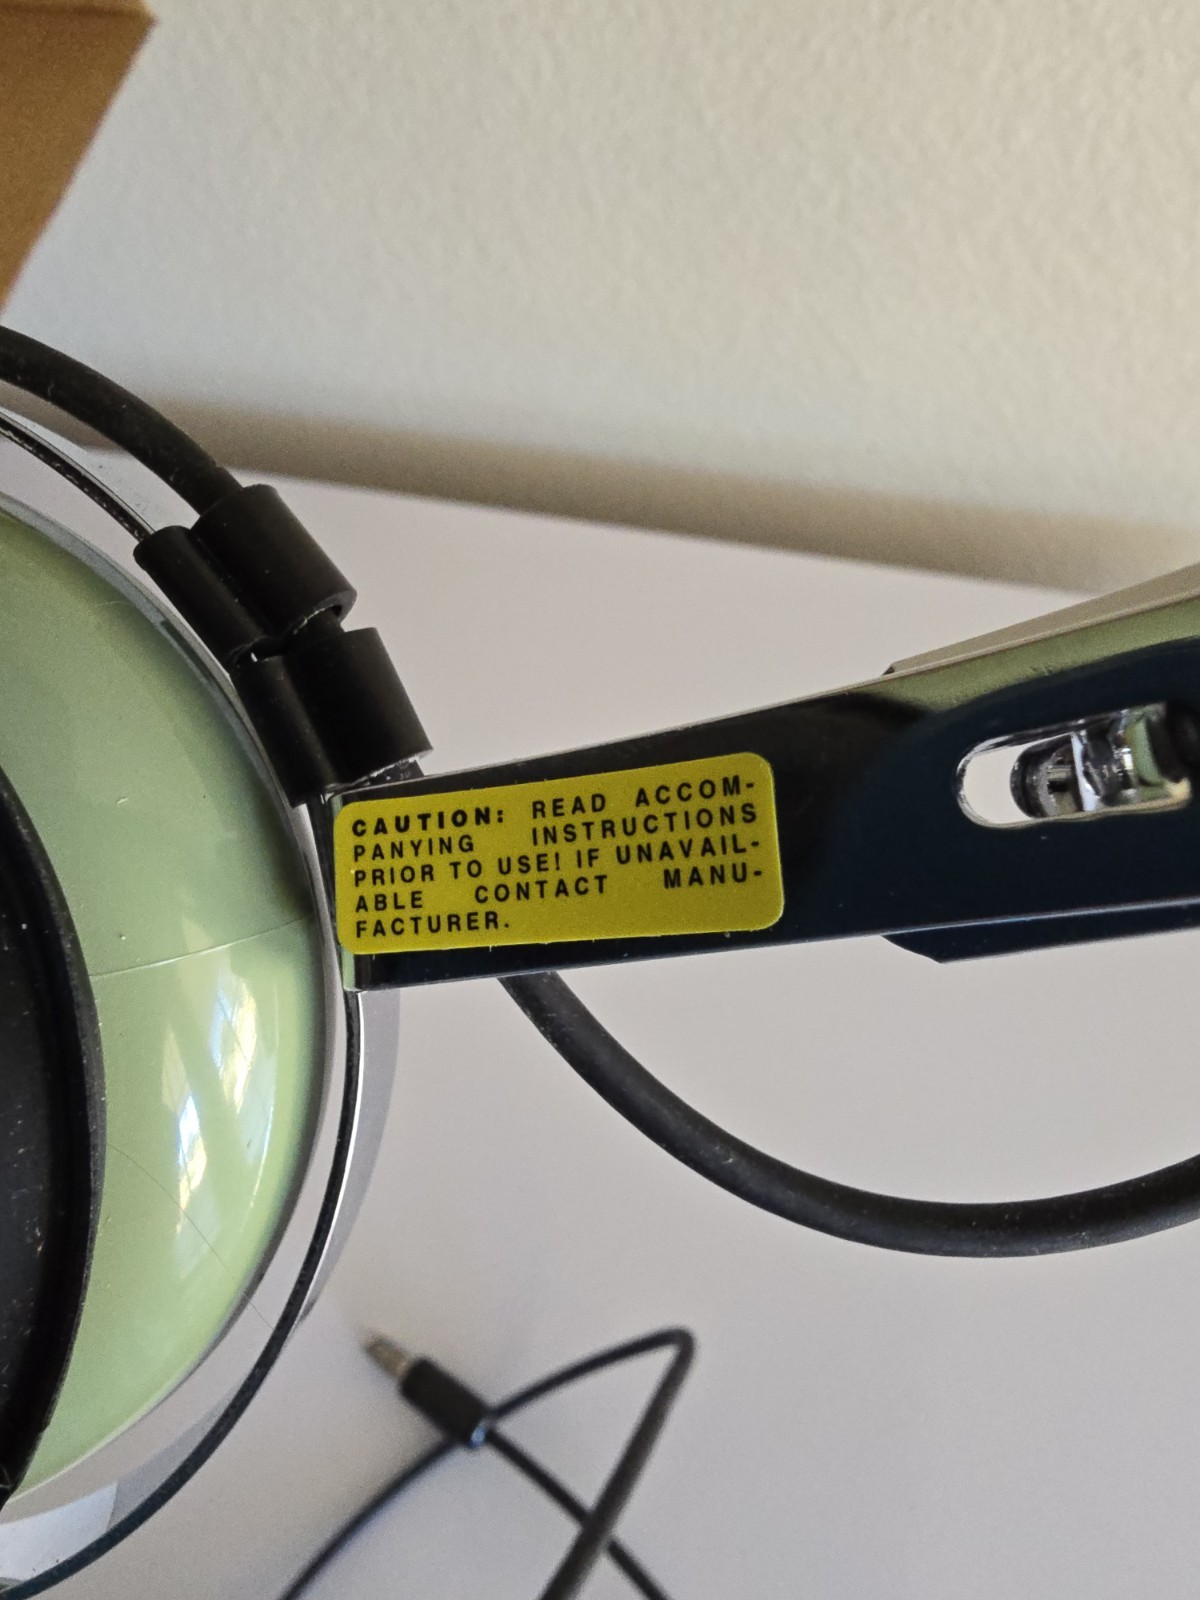 CAUTION: READ ACCOM-
PANYING INSTRUCTIONS
PRIOR TO USE! IF UNAVAIL-
ABLE CONTACT MANU-
FACTURER.